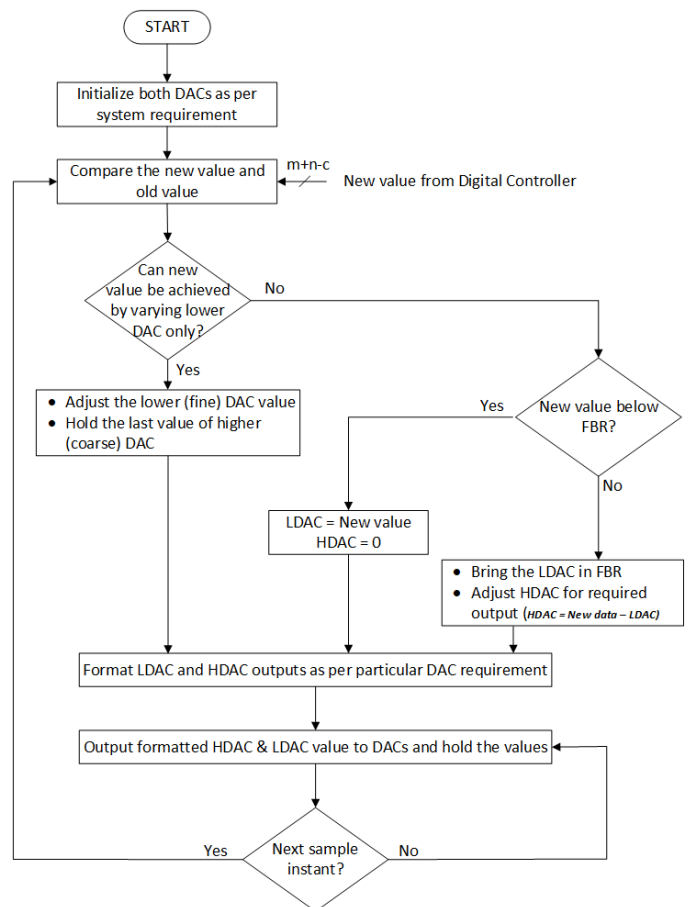 START
Initialize both DACs as per
system requirement
Compare the new value and
old value
m+n-c
New value from Digital Controller
Can new
value be achieved
by varying lower
DAC only?
No
Yes
• Adjust the lower (fine) DAC value
• Hold the last value of higher
(coarse) DAC
New value below
FBR?
Yes
No
LDAC = New value
HDAC = 0
• Bring the LDAC in FBR
• Adjust HDAC for required
output (HDAC = New data – LDAC)
Format LDAC and HDAC outputs as per particular DAC requirement
Output formatted HDAC & LDAC value to DACs and hold the values
Next sample
instant?
Yes
No